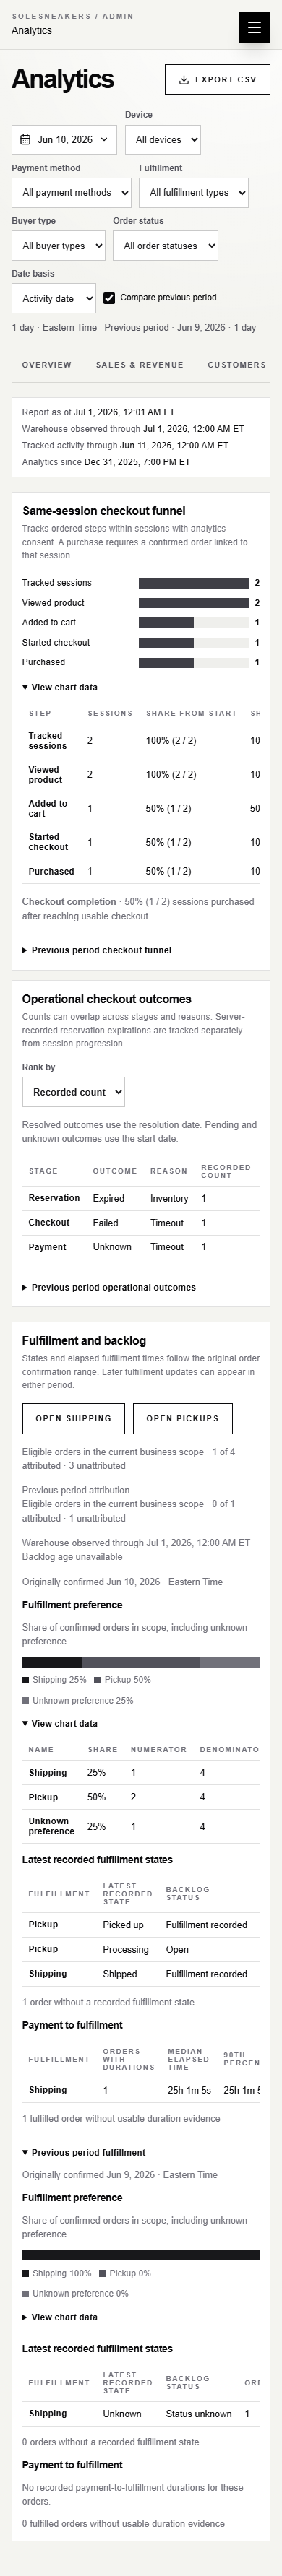 SOLESNEAKERS / ADMIN
Analytics
Analytics
EXPORT CSV
Device
Jun 10, 2026
All devices
Payment method
Fulfillment
All payment methods
All fulfillment types
Buyer type
Order status
All buyer types
All order statuses
Date basis
Activity date
Compare previous period
1 day · Eastern Time Previous period · Jun 9, 2026 · 1 day
OVERVIEW SALES & REVENUE CUSTOMERS
Report as of Jul 1, 2026, 12:01 AM ET
Warehouse observed through Jul 1, 2026, 12:00 AM ET
Tracked activity through Jun 11, 2026, 12:00 AM ET
Analytics since Dec 31, 2025, 7:00 PM ET
Same-session checkout funnel
Tracks ordered steps within sessions with analytics
consent. A purchase requires a confirmed order linked to
that session.
Tracked sessions 2
Viewed product 2
Added to cart 1
Started checkout 1
Purchased 1
▼ View chart data
STEP SESSIONS SHARE FROM START SH
Tracked
sessions 2 100% (2 / 2) 10
Viewed
product 2 100% (2 / 2) 10
Added to
cart 1 50% (1 / 2) 50
Started
checkout 1 50% (1 / 2) 10
Purchased 1 50% (1 / 2) 10
Checkout completion · 50% (1 / 2) sessions purchased
after reaching usable checkout
▶ Previous period checkout funnel
Operational checkout outcomes
Counts can overlap across stages and reasons. Server-
recorded reservation expirations are tracked separately
from session progression.
Rank by
Recorded count
Resolved outcomes use the resolution date. Pending and
unknown outcomes use the start date.
STAGE OUTCOME REASON RECORDED
COUNT
Reservation Expired Inventory 1
Checkout Failed Timeout 1
Payment Unknown Timeout 1
▶ Previous period operational outcomes
Fulfillment and backlog
States and elapsed fulfillment times follow the original order
confirmation range. Later fulfillment updates can appear in
either period.
OPEN SHIPPING OPEN PICKUPS
Eligible orders in the current business scope · 1 of 4
attributed · 3 unattributed
Previous period attribution
Eligible orders in the current business scope · 0 of 1
attributed · 1 unattributed
Warehouse observed through Jul 1, 2026, 12:00 AM ET ·
Backlog age unavailable
Originally confirmed Jun 10, 2026 · Eastern Time
Fulfillment preference
Share of confirmed orders in scope, including unknown
preference.
Shipping 25% Pickup 50%
Unknown preference 25%
▼ View chart data
NAME SHARE NUMERATOR DENOMINATO
Shipping 25% 1 4
Pickup 50% 2 4
Unknown
preference 25% 1 4
Latest recorded fulfillment states
FULFILLMENT LATEST
RECORDED
STATE BACKLOG
STATUS
Pickup Picked up Fulfillment recorded
Pickup Processing Open
Shipping Shipped Fulfillment recorded
1 order without a recorded fulfillment state
Payment to fulfillment
FULFILLMENT ORDERS
WITH
DURATIONS MEDIAN
ELAPSED
TIME 90TH
PERCEN
Shipping 1 25h 1m 5s 25h 1m 5
1 fulfilled order without usable duration evidence
▼ Previous period fulfillment
Originally confirmed Jun 9, 2026 · Eastern Time
Fulfillment preference
Share of confirmed orders in scope, including unknown
preference.
Shipping 100% Pickup 0%
Unknown preference 0%
▶ View chart data
Latest recorded fulfillment states
FULFILLMENT LATEST
RECORDED
STATE BACKLOG
STATUS ORI
Shipping Unknown Status unknown 1
0 orders without a recorded fulfillment state
Payment to fulfillment
No recorded payment-to-fulfillment durations for these
orders.
0 fulfilled orders without usable duration evidence